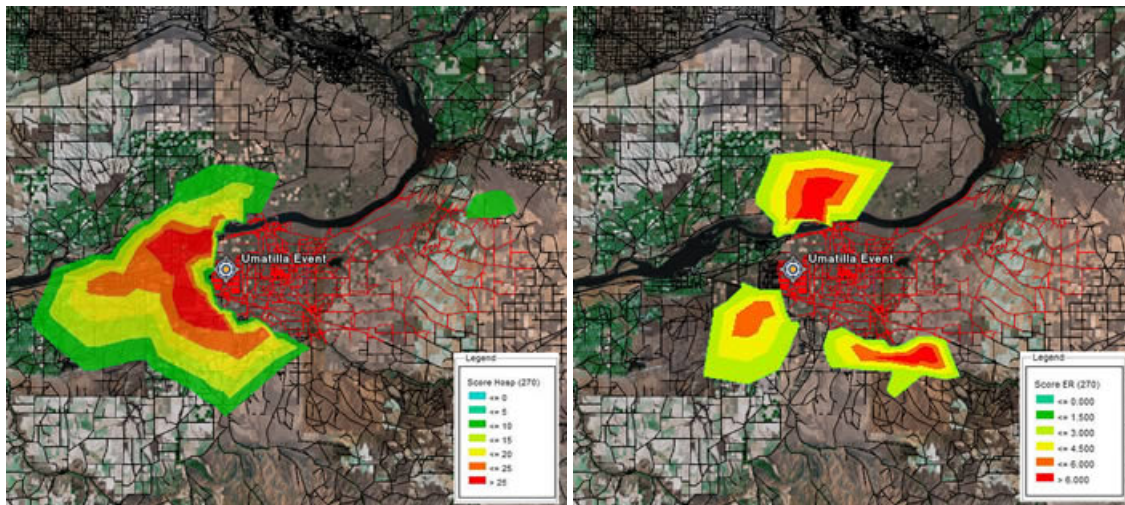 Umatilla Event
Legend
Score Hosp (270)
<= 0
<= 5
<= 10
<= 15
<= 20
<= 25
> 25
Umatilla Event
Legend
Score ER (270)
<= 0.000
<= 1.500
<= 3.000
<= 4.500
<= 6.000
> 6.000